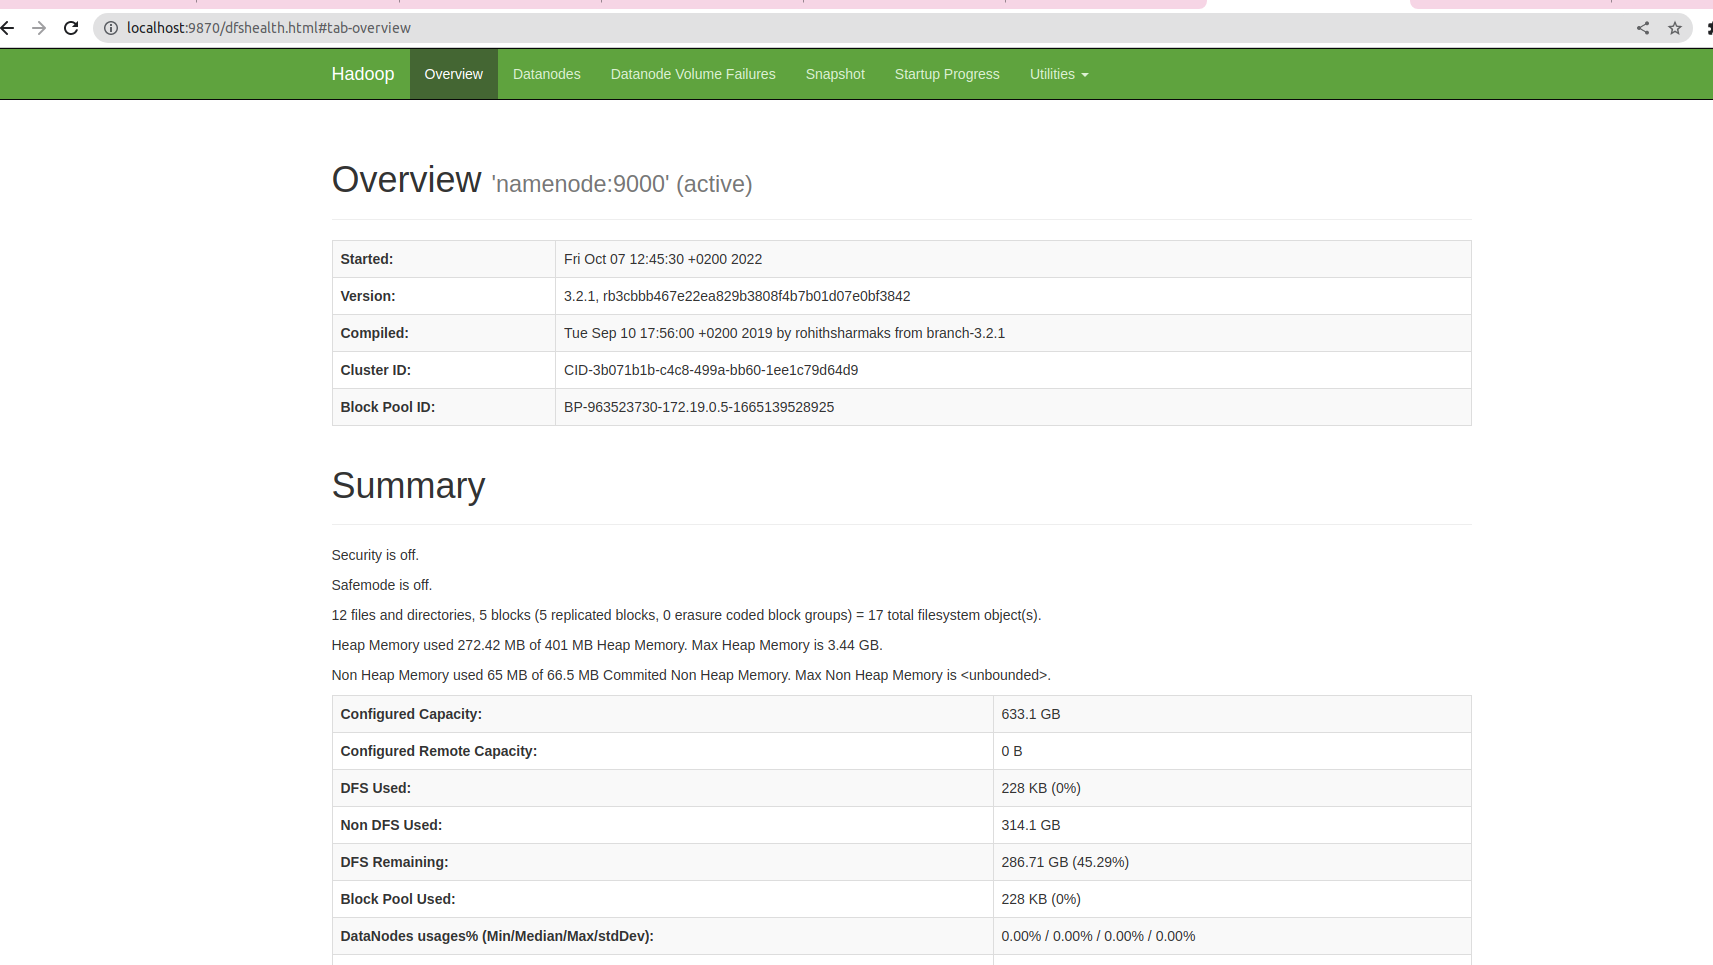 localhost:9870/dfshealth.html#tab-overview
Hadoop Overview Datanodes Datanode Volume Failures Snapshot Startup Progress Utilities
Overview 'namenode:9000' (active)
Started: Fri Oct 07 12:45:30 +0200 2022
Version: 3.2.1, rb3cbbb467e22ea829b3808f4b7b01d07e0bf3842
Compiled: Tue Sep 10 17:56:00 +0200 2019 by rohithsharmaks from branch-3.2.1
Cluster ID: CID-3b071b1b-c4c8-499a-bb60-1ee1c79d64d9
Block Pool ID: BP-963523730-172.19.0.5-1665139528925
Summary
Security is off.
Safemode is off.
12 files and directories, 5 blocks (5 replicated blocks, 0 erasure coded block groups) = 17 total filesystem object(s).
Heap Memory used 272.42 MB of 401 MB Heap Memory. Max Heap Memory is 3.44 GB.
Non Heap Memory used 65 MB of 66.5 MB Commited Non Heap Memory. Max Non Heap Memory is <unbounded>.
Configured Capacity: 633.1 GB
Configured Remote Capacity: 0 B
DFS Used: 228 KB (0%)
Non DFS Used: 314.1 GB
DFS Remaining: 286.71 GB (45.29%)
Block Pool Used: 228 KB (0%)
DataNodes usages% (Min/Median/Max/stdDev): 0.00% / 0.00% / 0.00% / 0.00%